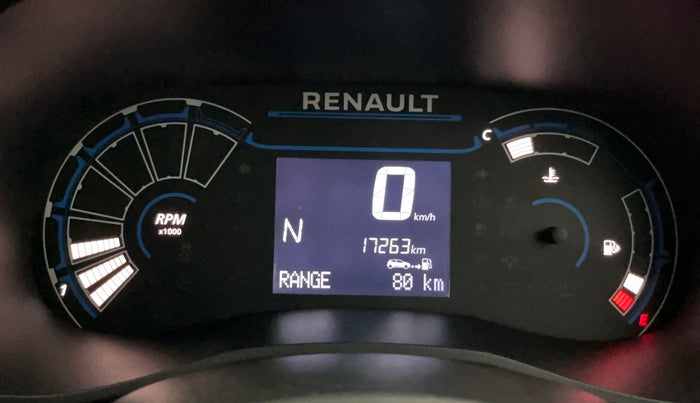 RENAULT
C
RPM
x1000
0 km/h
N
17263km
RANGE 80 km
1
E